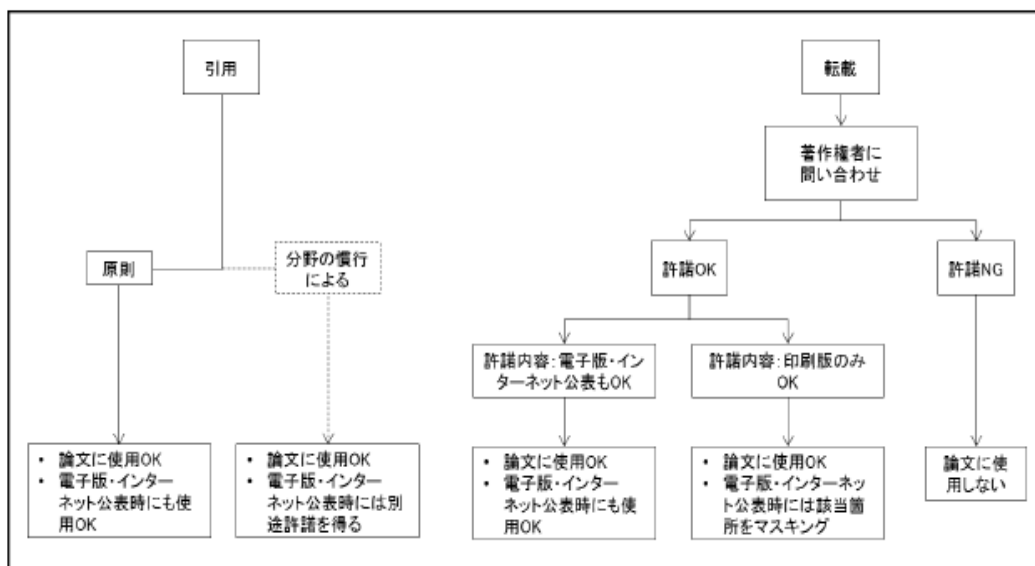 引用
原則
分野の慣行
による
• 論文に使用OK
• 電子版・インター
ネット公表時にも使
用OK
• 論文に使用OK
• 電子版・インター
ネット公表時には別
途許諾を得る
転載
著作権者に
問い合わせ
許諾OK
許諾NG
許諾内容：電子版・イン
ターネット公表もOK
許諾内容：印刷版のみ
OK
• 論文に使用OK
• 電子版・インター
ネット公表時にも使
用OK
• 論文に使用OK
• 電子版・インターネッ
ト公表時には該当箇
所をマスキング
論文に使
用しない